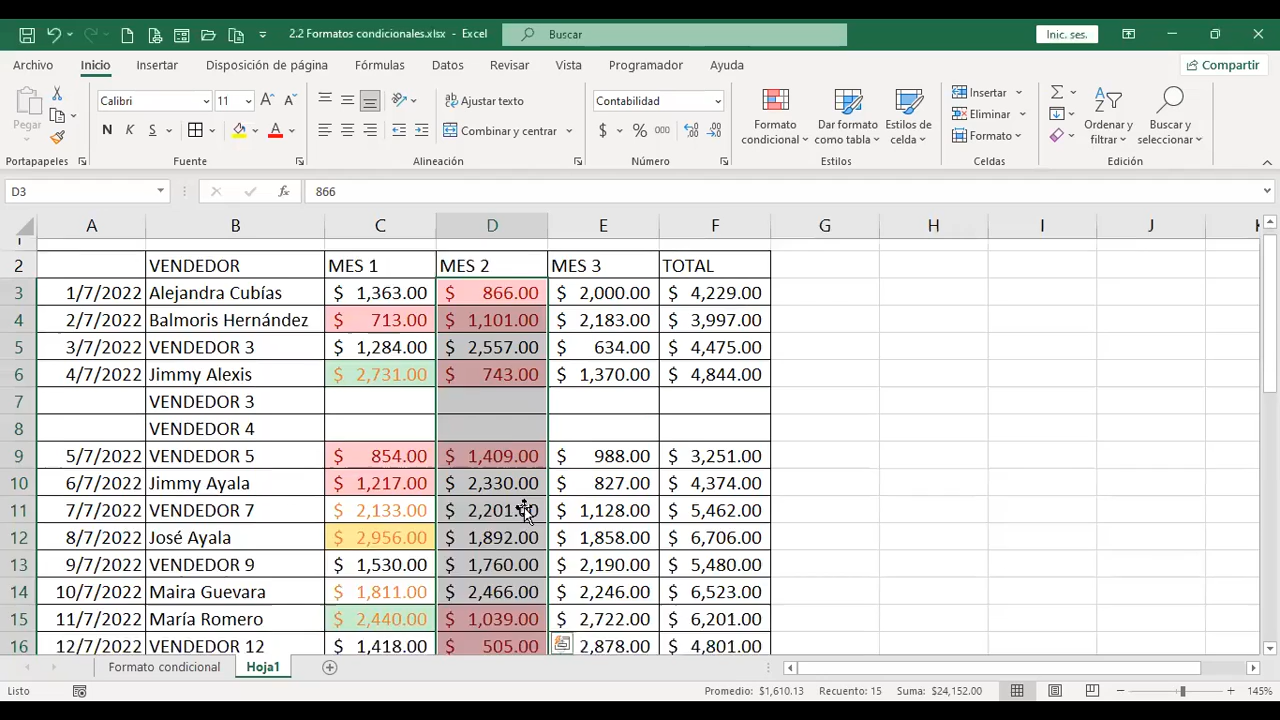 2.2 Formatos condicionales.xlsx - Excel
Buscar
Inic. ses.
Archivo Inicio Insertar Disposición de página Fórmulas Datos Revisar Vista Programador Ayuda Compartir
Pegar
Calibri 11
N K S
Ajustar texto
Combinar y centrar
Contabilidad
$ % 000
Formato condicional
Dar formato como tabla
Estilos de celda
Insertar
Eliminar
Formato
Ordenar y filtrar
Buscar y seleccionar
Portapapeles Fuente Alineación Número Estilos Celdas Edición
D3 fx 866
A B C D E F G H I J
2 VENDEDOR MES 1 MES 2 MES 3 TOTAL
3 1/7/2022 Alejandra Cubías $ 1,363.00 $ 866.00 $ 2,000.00 $ 4,229.00
4 2/7/2022 Balmoris Hernández $ 713.00 $ 1,101.00 $ 2,183.00 $ 3,997.00
5 3/7/2022 VENDEDOR 3 $ 1,284.00 $ 2,557.00 $ 634.00 $ 4,475.00
6 4/7/2022 Jimmy Alexis $ 2,731.00 $ 743.00 $ 1,370.00 $ 4,844.00
7 VENDEDOR 3
8 VENDEDOR 4
9 5/7/2022 VENDEDOR 5 $ 854.00 $ 1,409.00 $ 988.00 $ 3,251.00
10 6/7/2022 Jimmy Ayala $ 1,217.00 $ 2,330.00 $ 827.00 $ 4,374.00
11 7/7/2022 VENDEDOR 7 $ 2,133.00 $ 2,201.00 $ 1,128.00 $ 5,462.00
12 8/7/2022 José Ayala $ 2,956.00 $ 1,892.00 $ 1,858.00 $ 6,706.00
13 9/7/2022 VENDEDOR 9 $ 1,530.00 $ 1,760.00 $ 2,190.00 $ 5,480.00
14 10/7/2022 Maira Guevara $ 1,811.00 $ 2,466.00 $ 2,246.00 $ 6,523.00
15 11/7/2022 María Romero $ 2,440.00 $ 1,039.00 $ 2,722.00 $ 6,201.00
16 12/7/2022 VENDEDOR 12 $ 1,418.00 $ 505.00 2,878.00 $ 4,801.00
Formato condicional Hoja1
Listo Promedio: $1,610.13 Recuento: 15 Suma: $24,152.00 145%